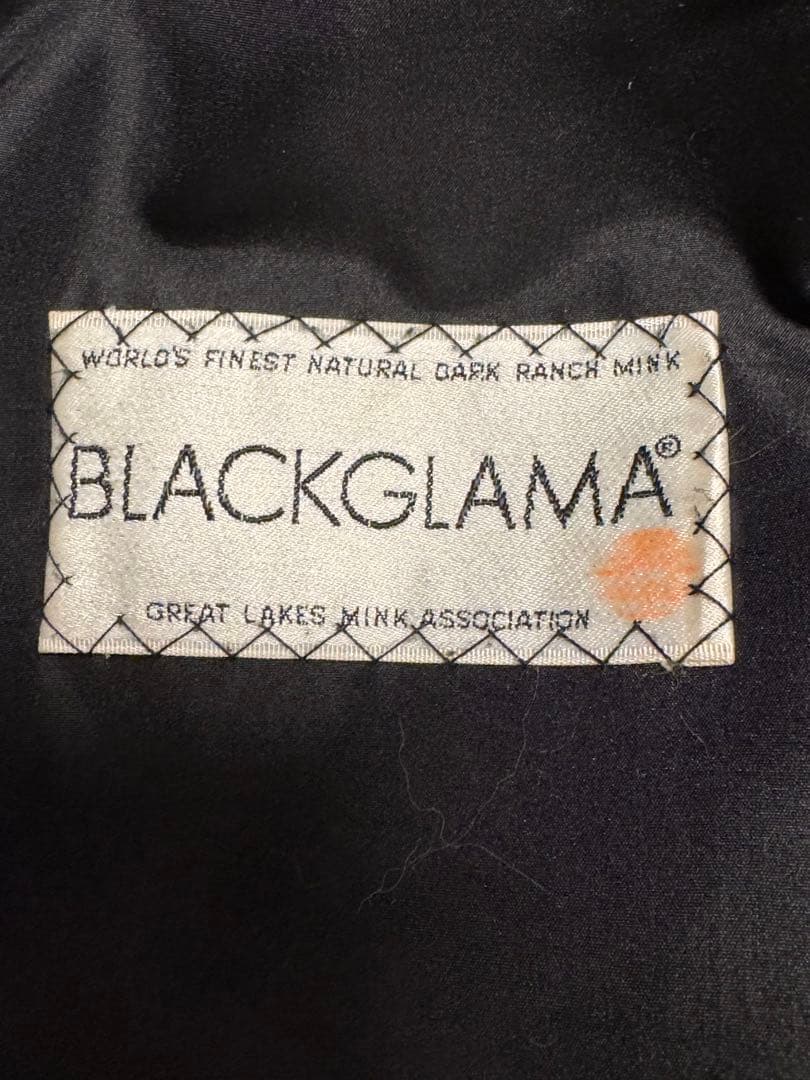 WORLD'S FINEST NATURAL DARK RANCH MINK
BLACKGLAMA®
GREAT LAKES MINK ASSOCIATION